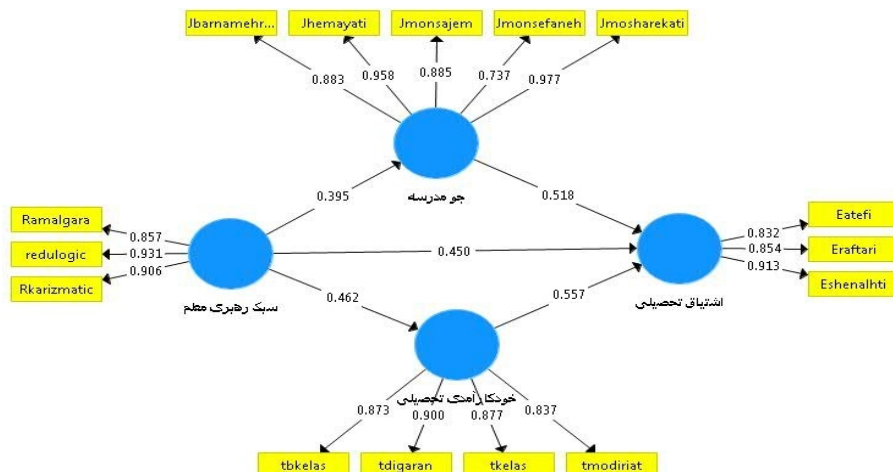 Jbarnamehr...
Jhemayati
Jmonsajem
Jmonsefaneh
Jmosharekati
0.883
0.958
0.885
0.737
0.977
جو مدرسه
0.395
0.518
Ramalgara
redulogic
Rkarizmatic
0.857
0.931
0.906
سبک رهبری معلم
0.450
Eatefi
Eraftari
Eshenalhti
0.832
0.854
0.913
اشتیاق تحصیلی
0.462
0.557
خودکارآمدی تحصیلی
0.873
0.900
0.877
0.837
tbkelas
tdigaran
tkelas
tmodiriat